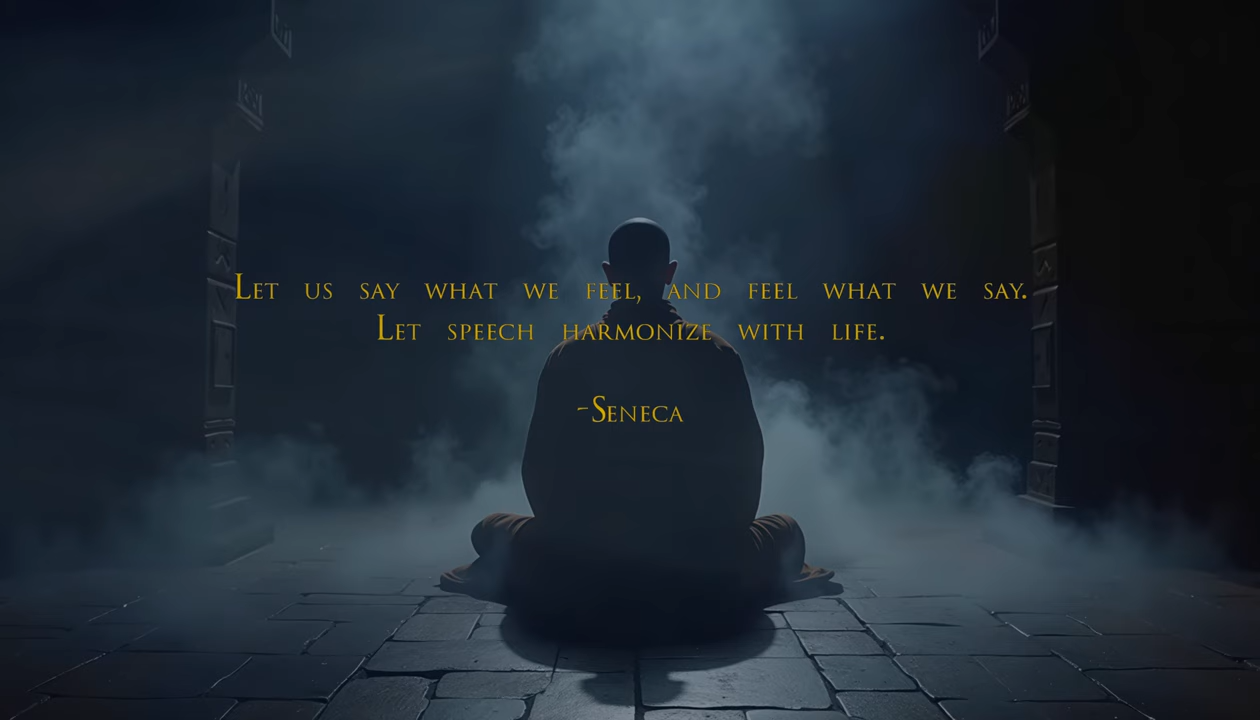 Let us say what we feel, and feel what we say.
Let speech harmonize with life.
-Seneca